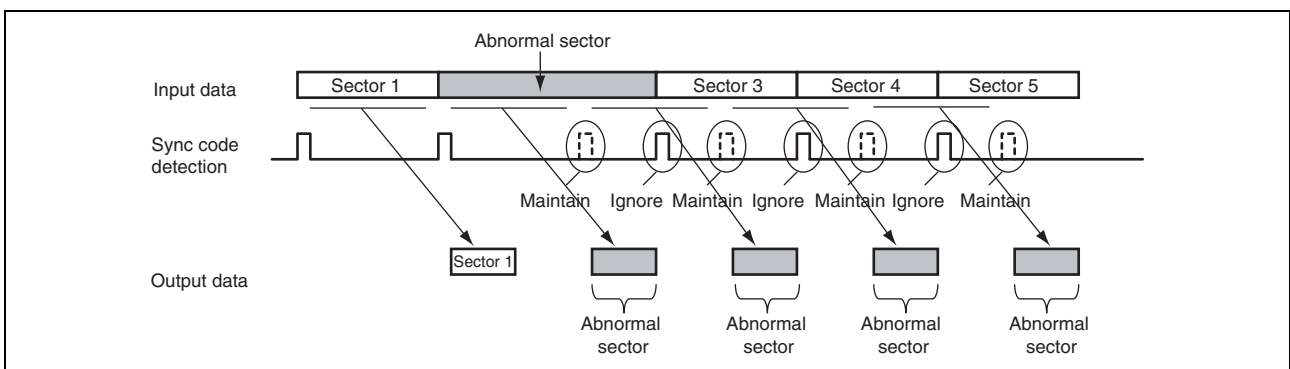 Abnormal sector
Input data
Sector 1
Sector 3
Sector 4
Sector 5
Sync code
detection
Maintain
Ignore
Maintain
Ignore
Maintain
Ignore
Maintain
Output data
Sector 1
Abnormal
sector
Abnormal
sector
Abnormal
sector
Abnormal
sector